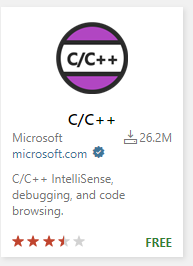 C/C++
C/C++
Microsoft 26.2M
microsoft.com
C/C++ IntelliSense,
debugging, and code
browsing.
FREE